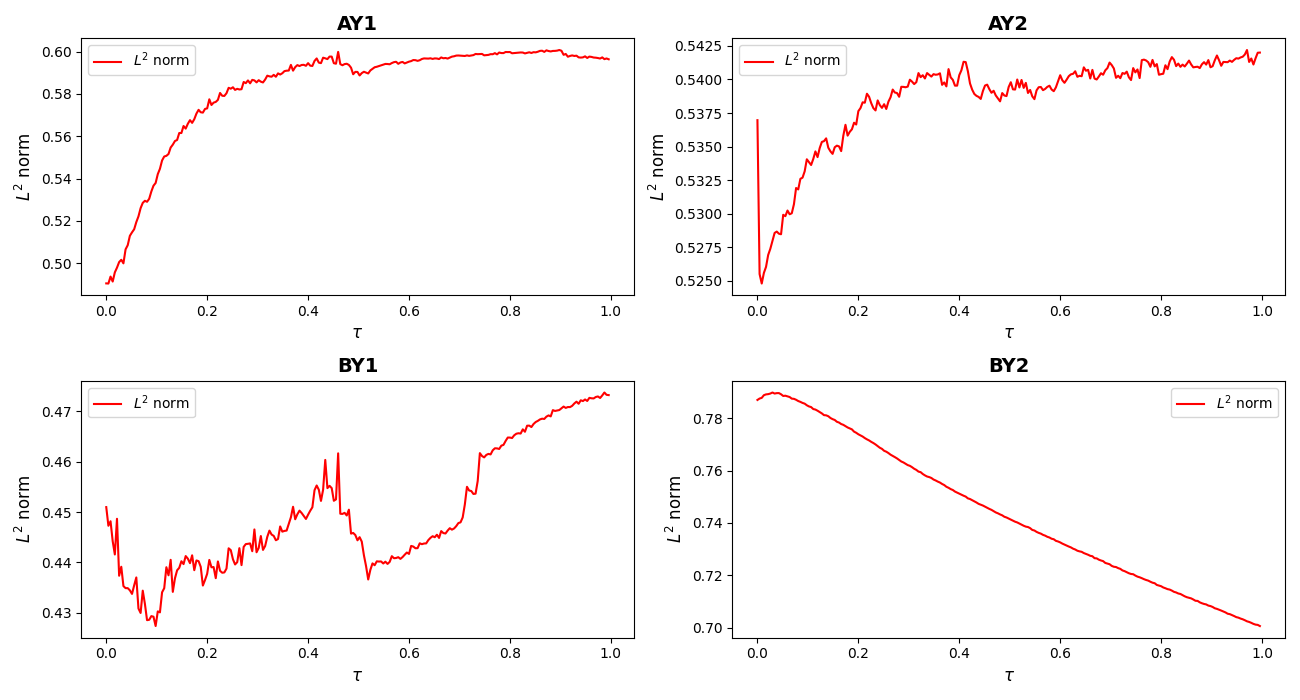 AY1
L² norm
0.60
0.58
0.56
0.54
0.52
0.50
L² norm
0.0 0.2 0.4 0.6 0.8 1.0
τ
AY2
L² norm
0.5425
0.5400
0.5375
0.5350
0.5325
0.5300
0.5275
0.5250
L² norm
0.0 0.2 0.4 0.6 0.8 1.0
τ
BY1
L² norm
0.47
0.46
0.45
0.44
0.43
L² norm
0.0 0.2 0.4 0.6 0.8 1.0
τ
BY2
L² norm
0.78
0.76
0.74
0.72
0.70
L² norm
0.0 0.2 0.4 0.6 0.8 1.0
τ